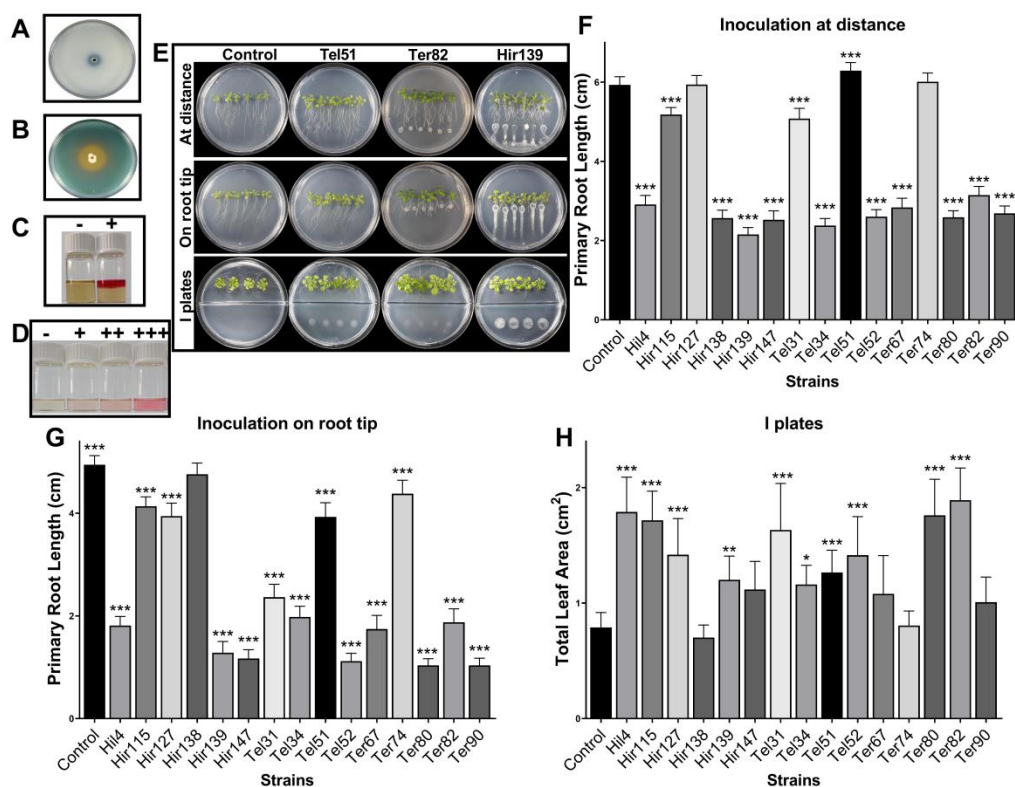 A
B
C
- +
D
- + ++ +++
E
Control Tel51 Ter82 Hir139
At distance
On root tip
I plates
F
Inoculation at distance
Primary Root Length (cm)
6
4
2
0
*** *** *** *** *** *** *** *** *** *** *** *** ***
Control Hil4 Hir115 Hir127 Hir138 Hir139 Hir147 Tel31 Tel34 Tel51 Tel52 Ter67 Ter74 Ter80 Ter82 Ter90
Strains
G
Inoculation on root tip
Primary Root Length (cm)
4
2
0
*** *** *** *** *** *** *** *** *** *** *** *** *** *** ***
Control Hil4 Hir115 Hir127 Hir138 Hir139 Hir147 Tel31 Tel34 Tel51 Tel52 Ter67 Ter74 Ter80 Ter82 Ter90
Strains
H
I plates
Total Leaf Area (cm²)
2
1
0
*** *** *** ** *** * *** *** *** ***
Control Hil4 Hir115 Hir127 Hir138 Hir139 Hir147 Tel31 Tel34 Tel51 Tel52 Ter67 Ter74 Ter80 Ter82 Ter90
Strains